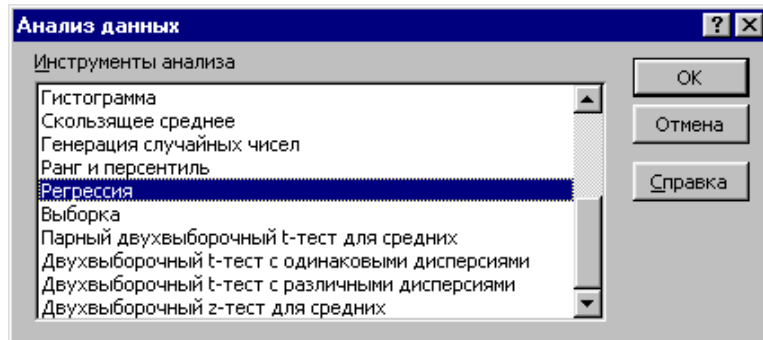 Анализ данных
Инструменты анализа
Гистограмма
Скользящее среднее
Генерация случайных чисел
Ранг и персентиль
Регрессия
Выборка
Парный двухвыборочный t-тест для средних
Двухвыборочный t-тест с одинаковыми дисперсиями
Двухвыборочный t-тест с различными дисперсиями
Двухвыборочный z-тест для средних
OK
Отмена
Справка